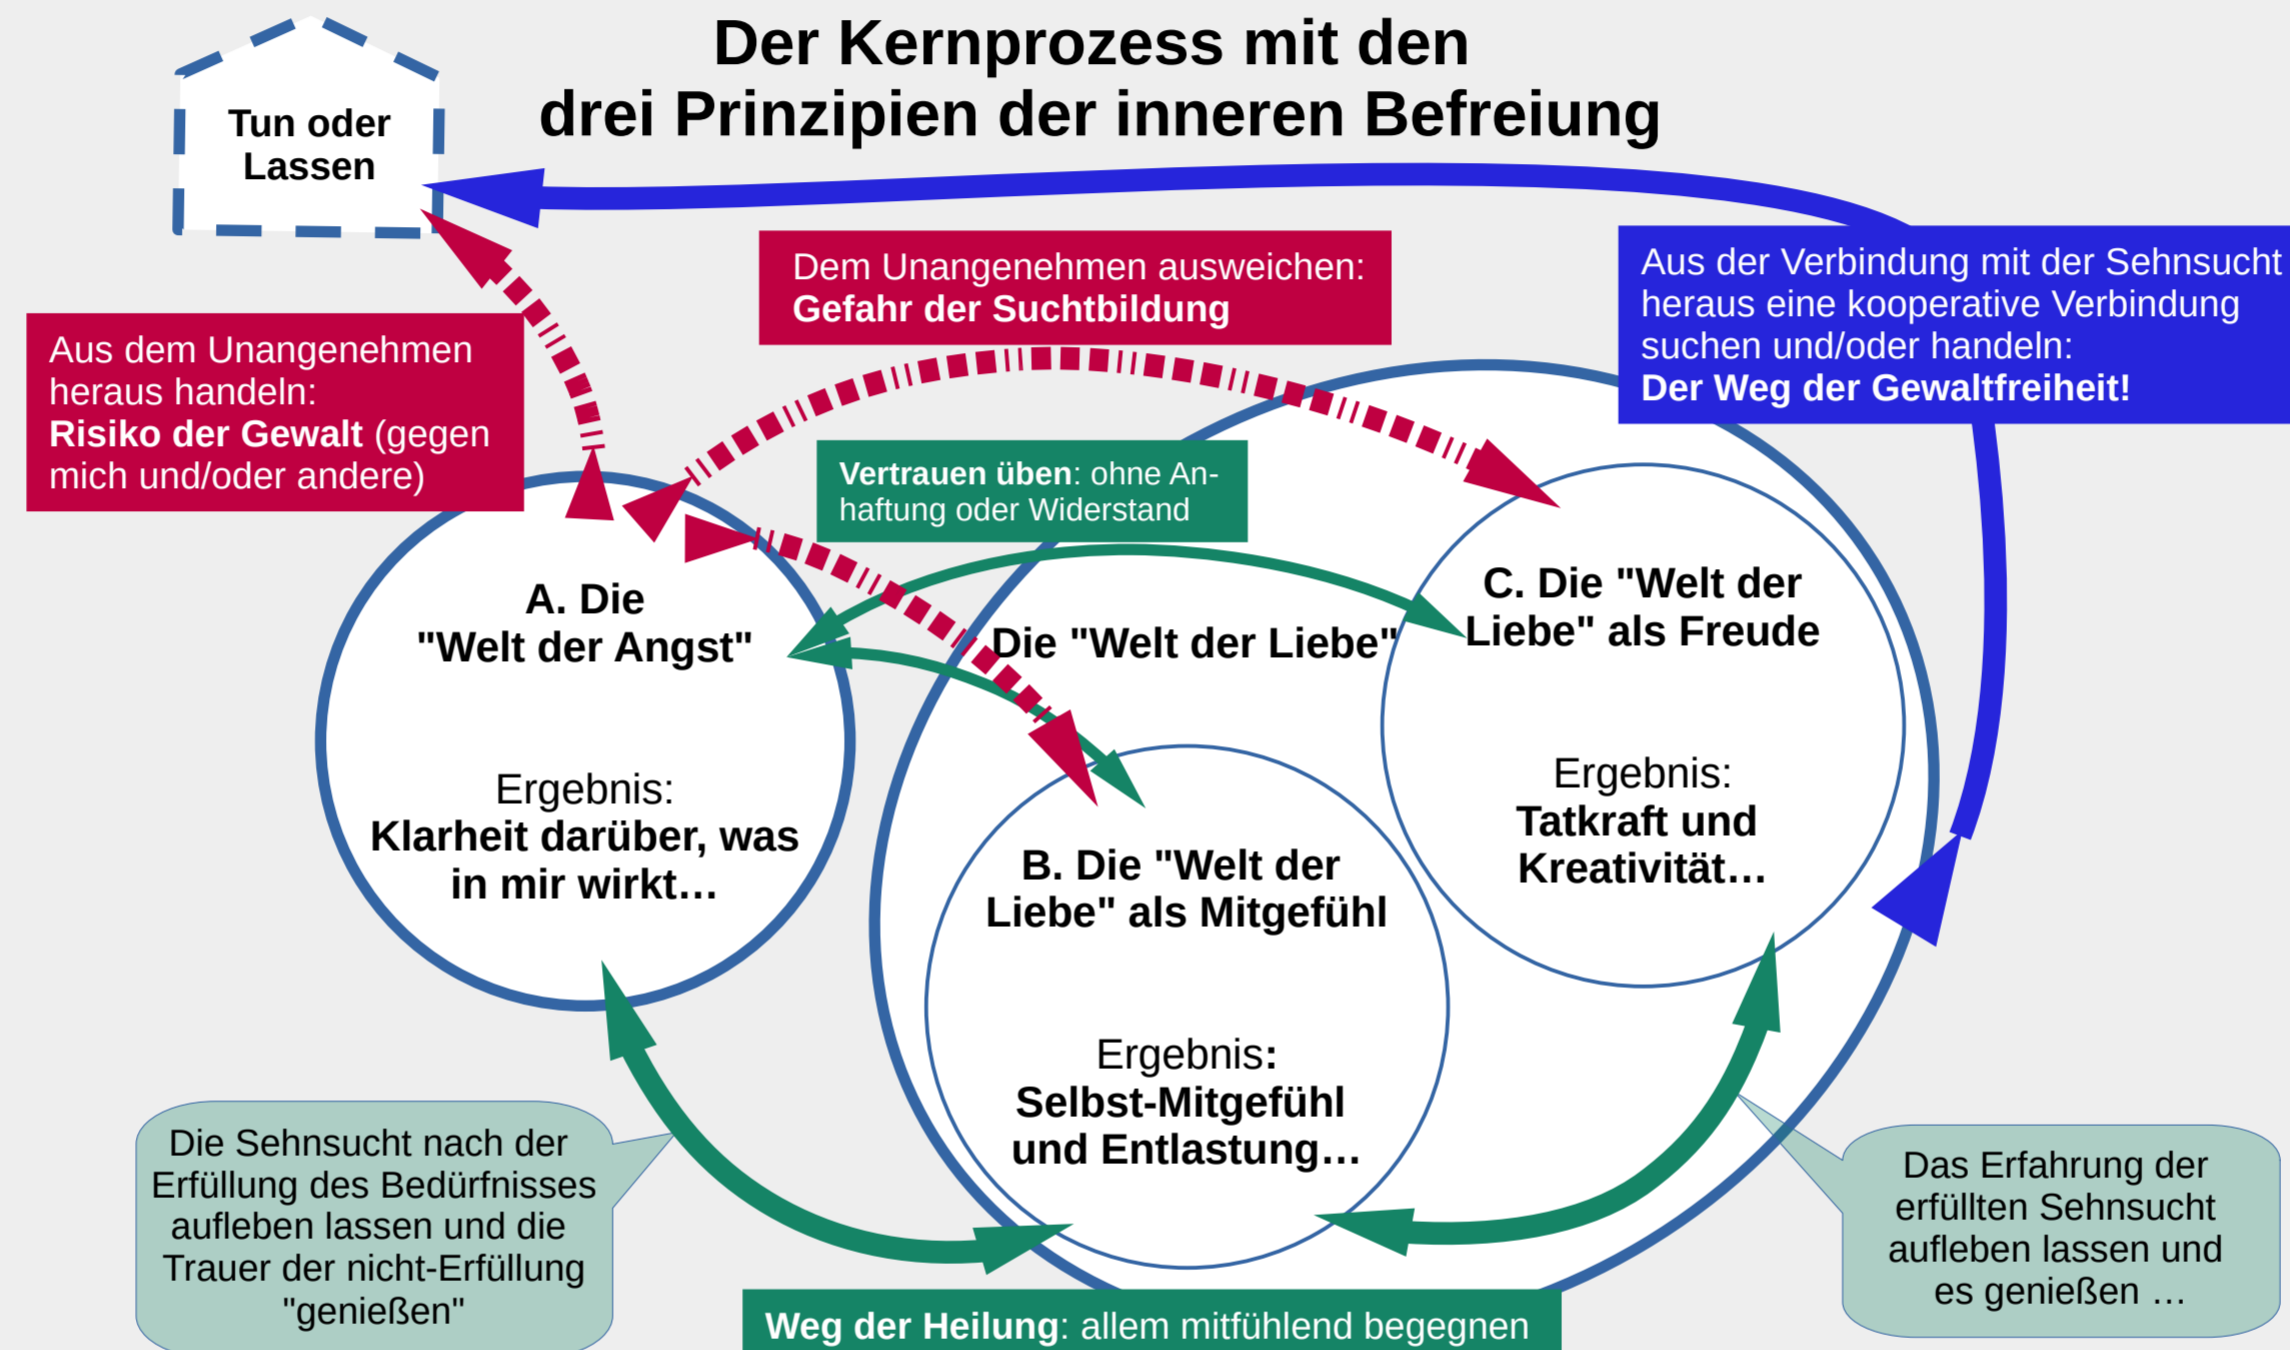 Der Kernprozess mit den
drei Prinzipien der inneren Befreiung
Tun oder
Lassen
Aus dem Unangenehmen
heraus handeln:
Risiko der Gewalt (gegen
mich und/oder andere)
Dem Unangenehmen ausweichen:
Gefahr der Suchtbildung
Aus der Verbindung mit der Sehnsucht
heraus eine kooperative Verbindung
suchen und/oder handeln:
Der Weg der Gewaltfreiheit!
Vertrauen üben: ohne An-
haftung oder Widerstand
A. Die
"Welt der Angst"
Ergebnis:
Klarheit darüber, was
in mir wirkt…
Die "Welt der Liebe"
C. Die "Welt der
Liebe" als Freude
Ergebnis:
Tatkraft und
Kreativität…
B. Die "Welt der
Liebe" als Mitgefühl
Ergebnis:
Selbst-Mitgefühl
und Entlastung…
Die Sehnsucht nach der
Erfüllung des Bedürfnisses
aufleben lassen und die
Trauer der nicht-Erfüllung
"genießen"
Das Erfahrung der
erfüllten Sehnsucht
aufleben lassen und
es genießen …
Weg der Heilung: allem mitfühlend begegnen